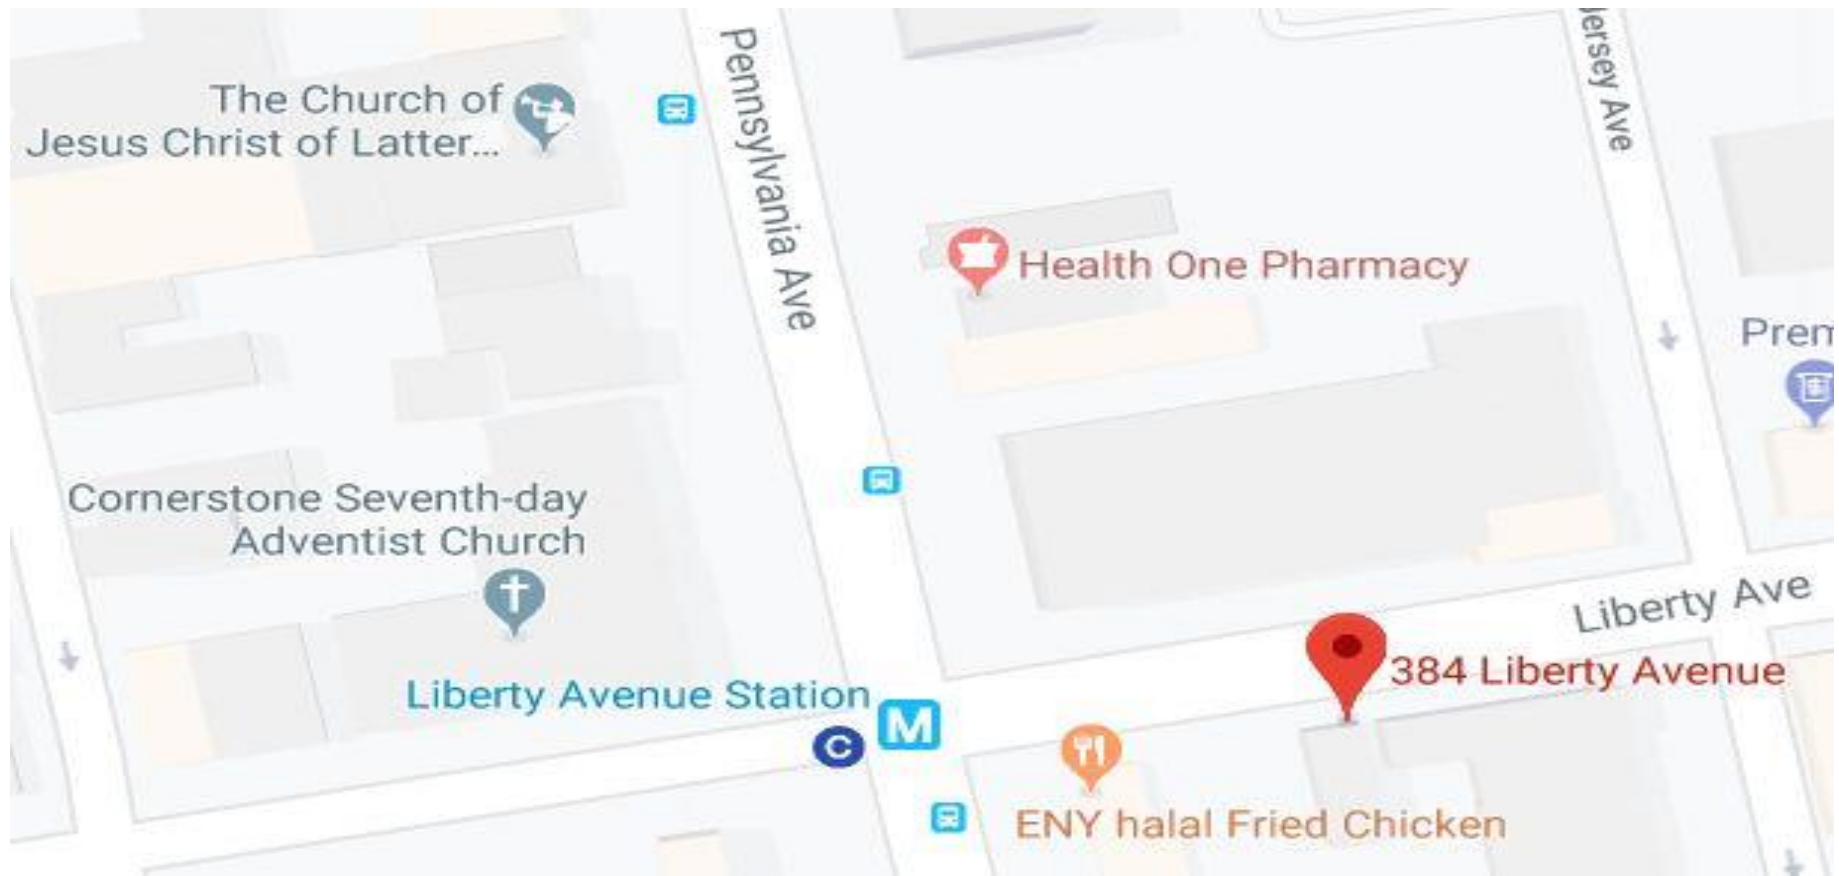 Pennsylvania Ave
ersey Ave
The Church of
Jesus Christ of Latter...
Health One Pharmacy
Prem
Cornerstone Seventh-day
Adventist Church
Liberty Ave
384 Liberty Avenue
Liberty Avenue Station
M
C
ENY halal Fried Chicken